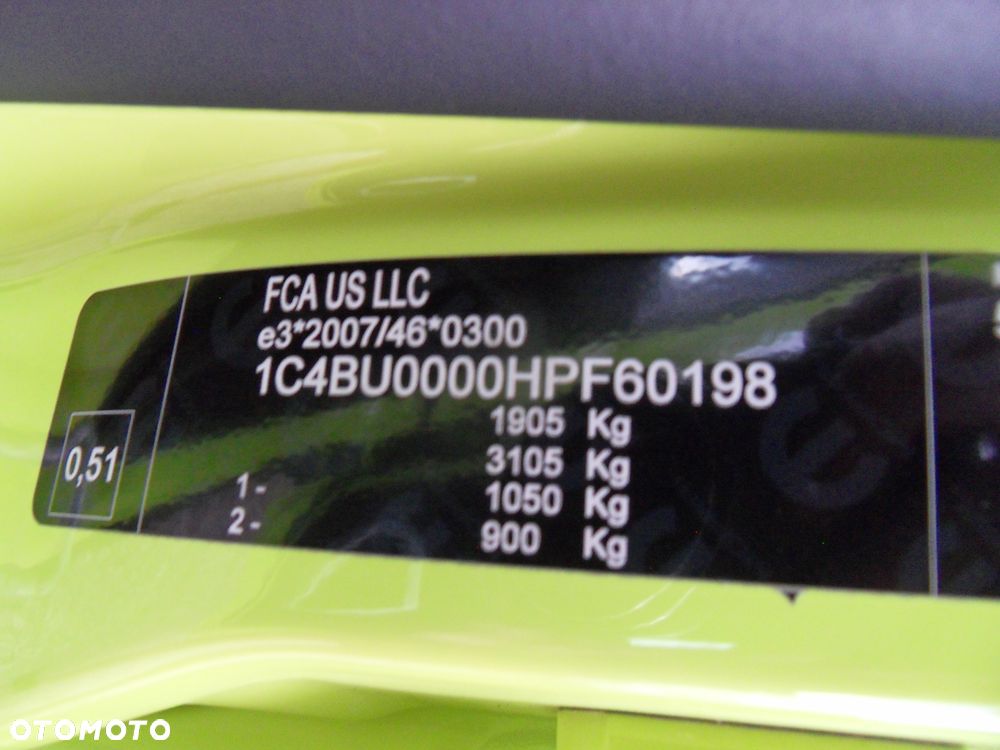 FCA US LLC
e3*2007/46*0300
1C4BU0000HPF60198
1905 Kg
3105 Kg
1 - 1050 Kg
2 - 900 Kg
0,51
OTOMOTO